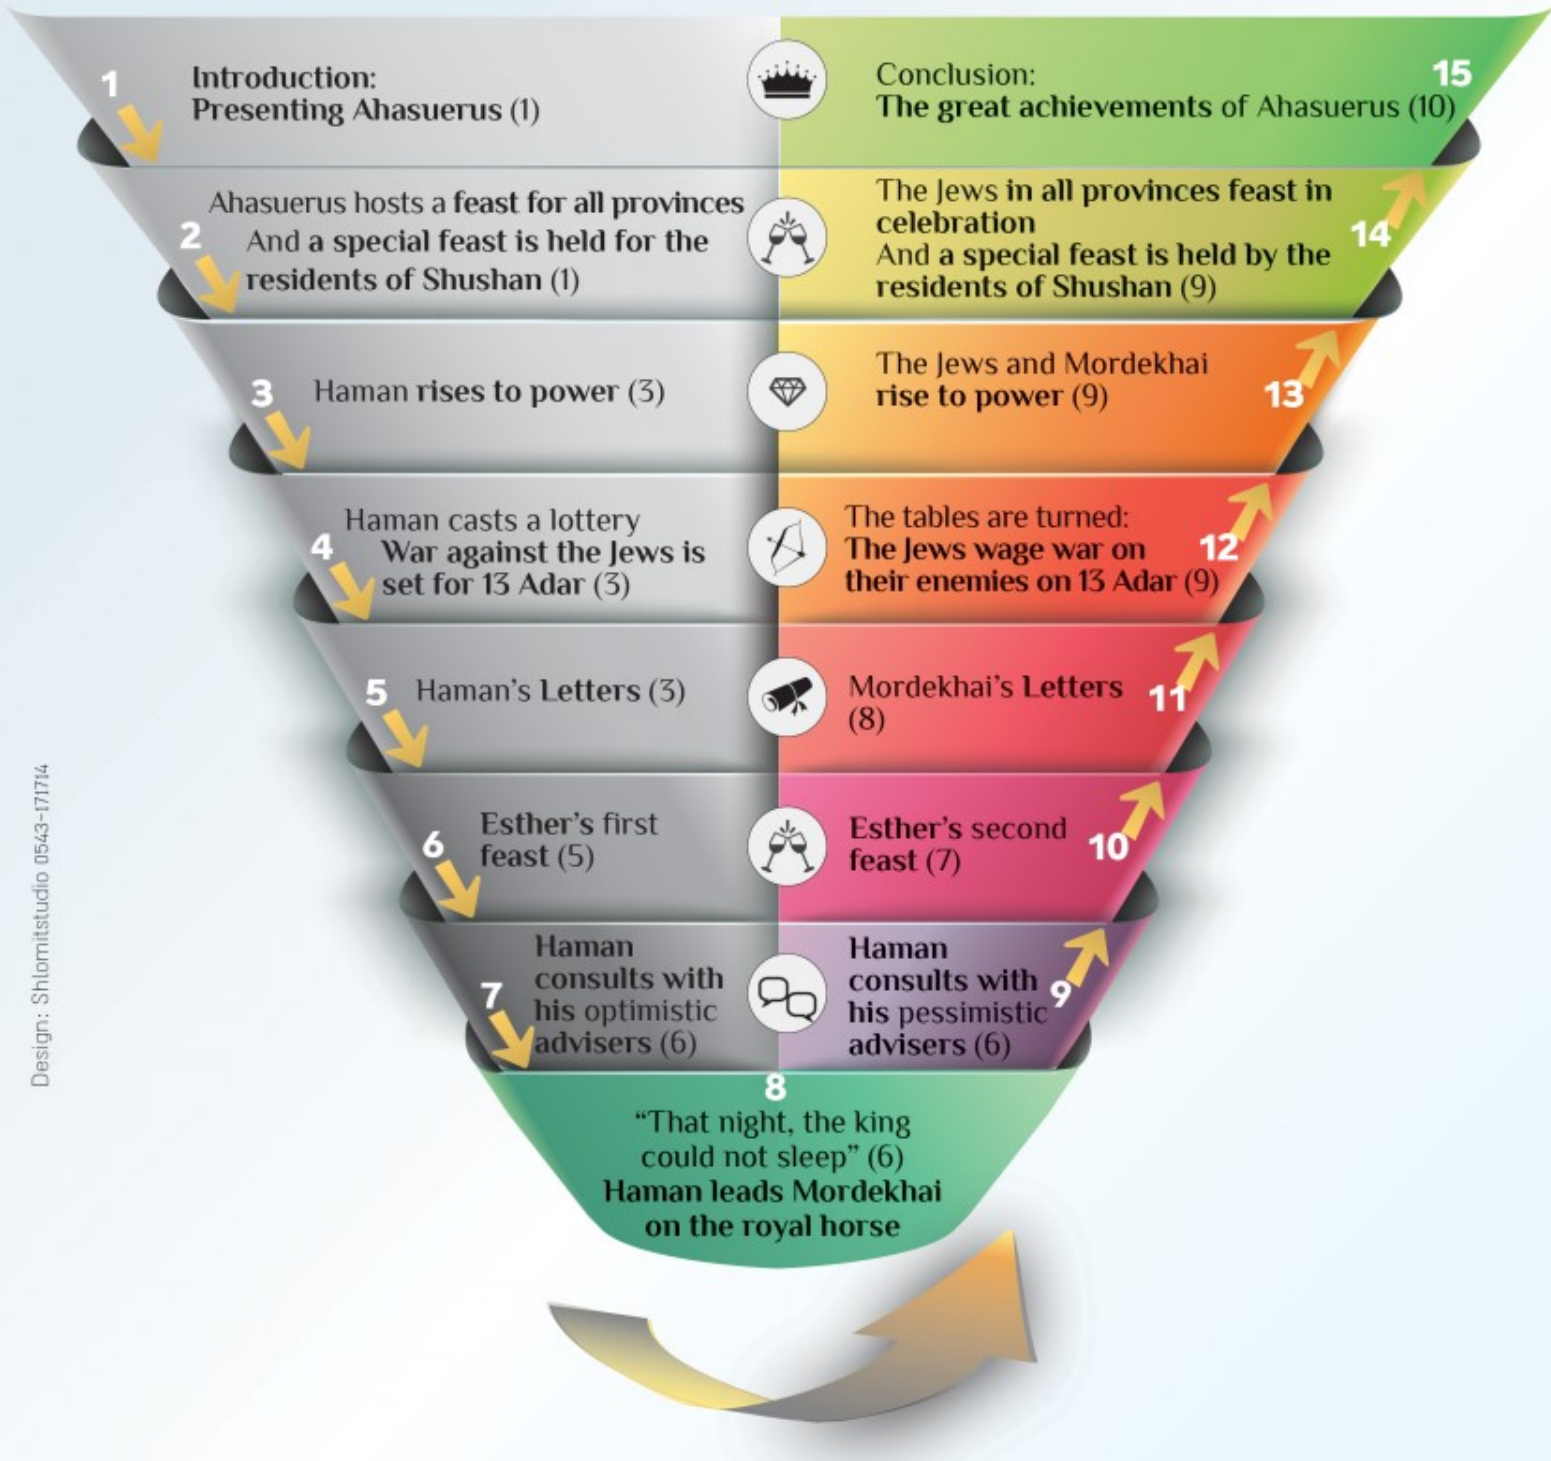 1
Introduction:
Presenting Ahasuerus (1)
2
Ahasuerus hosts a feast for all provinces
And a special feast is held for the
residents of Shushan (1)
3
Haman rises to power (3)
4
Haman casts a lottery
War against the Jews is
set for 13 Adar (3)
5
Haman's Letters (3)
6
Esther's first
feast (5)
7
Haman
consults with
his optimistic
advisers (6)
8
“That night, the king
could not sleep” (6)
Haman leads Mordekhai
on the royal horse
9
Haman
consults with
his pessimistic
advisers (6)
10
Esther's second
feast (7)
11
Mordekhai's Letters
(8)
12
The tables are turned:
The Jews wage war on
their enemies on 13 Adar (9)
13
The Jews and Mordekhai
rise to power (9)
14
The Jews in all provinces feast in
celebration
And a special feast is held by the
residents of Shushan (9)
15
Conclusion:
The great achievements of Ahasuerus (10)
Design: Shlomitstudio 0543-171714